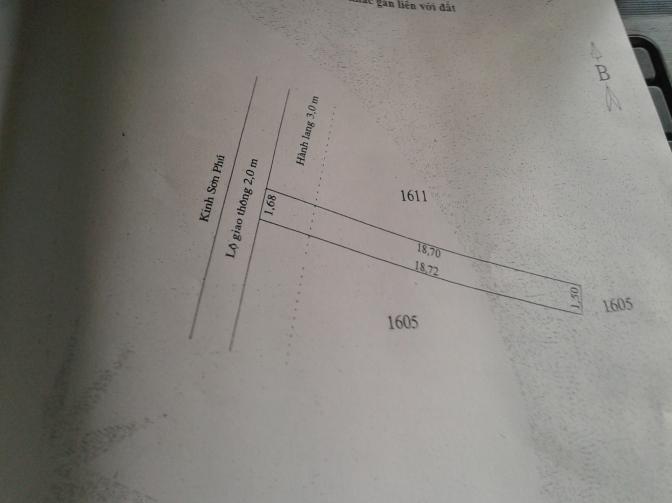 gắn liền với đất
B
Kinh Sơn Phú
Lộ giao thông 2,0 m
Hành lang 3,0 m
1,68
1611
18,70
18,72
1,50
1605
1605